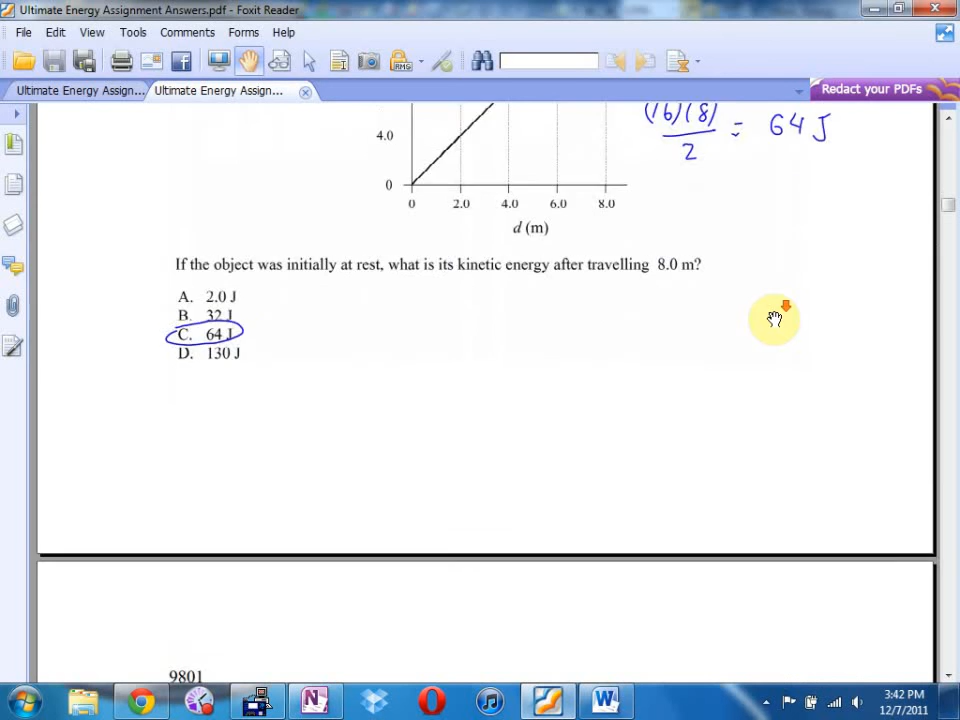 Ultimate Energy Assignment Answers.pdf - Foxit Reader
File Edit View Tools Comments Forms Help
Ultimate Energy Assign... Ultimate Energy Assign... Redact your PDFs
(16)(8)
2
= 64 J
4.0
0
0 2.0 4.0 6.0 8.0
d (m)
If the object was initially at rest, what is its kinetic energy after travelling 8.0 m?
A. 2.0 J
B. 32 J
C. 64 J
D. 130 J
9801
3:42 PM
12/7/2011